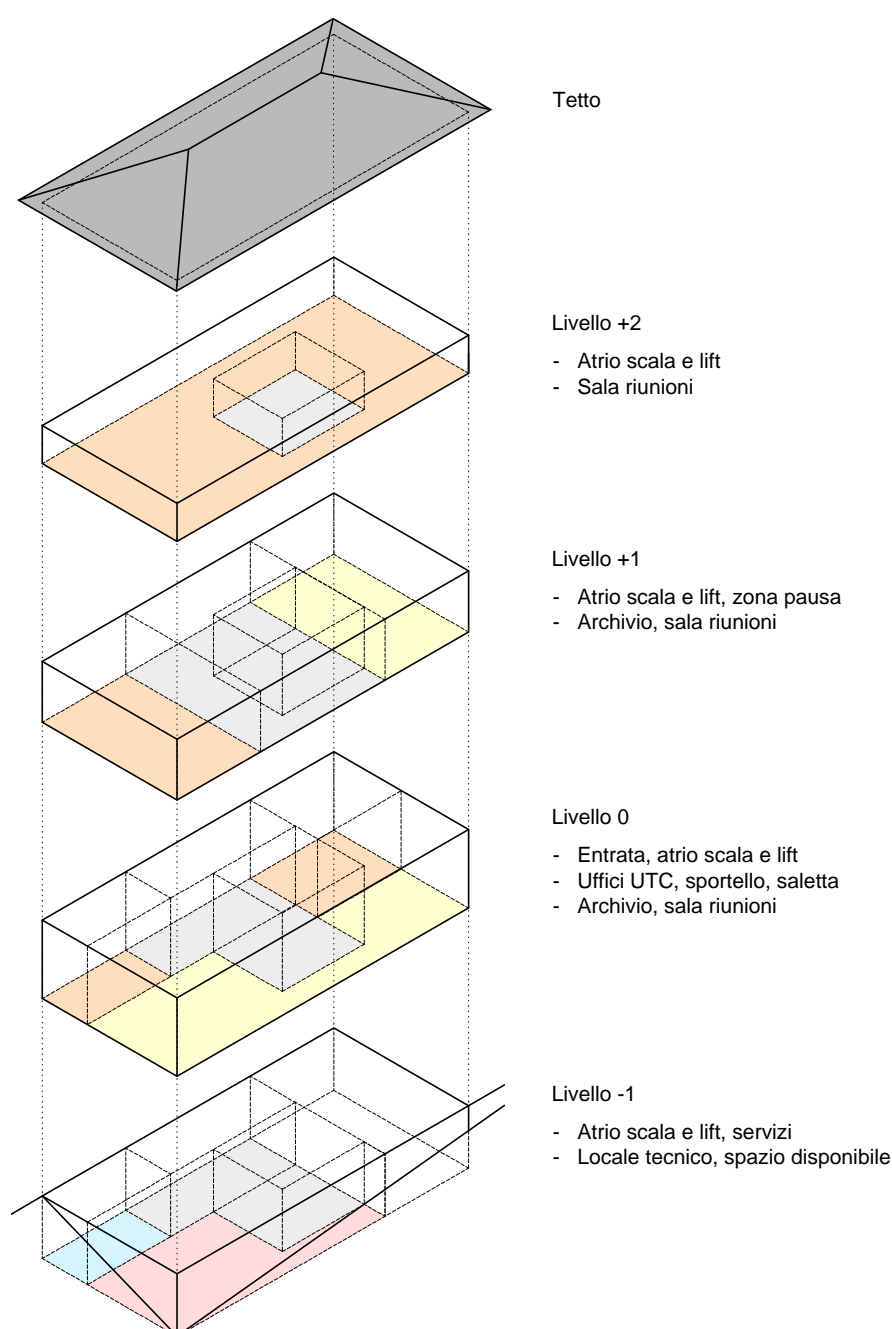 Tetto
Livello +2
- Atrio scala e lift
- Sala riunioni
Livello +1
- Atrio scala e lift, zona pausa
- Archivio, sala riunioni
Livello 0
- Entrata, atrio scala e lift
- Uffici UTC, sportello, saletta
- Archivio, sala riunioni
Livello -1
- Atrio scala e lift, servizi
- Locale tecnico, spazio disponibile